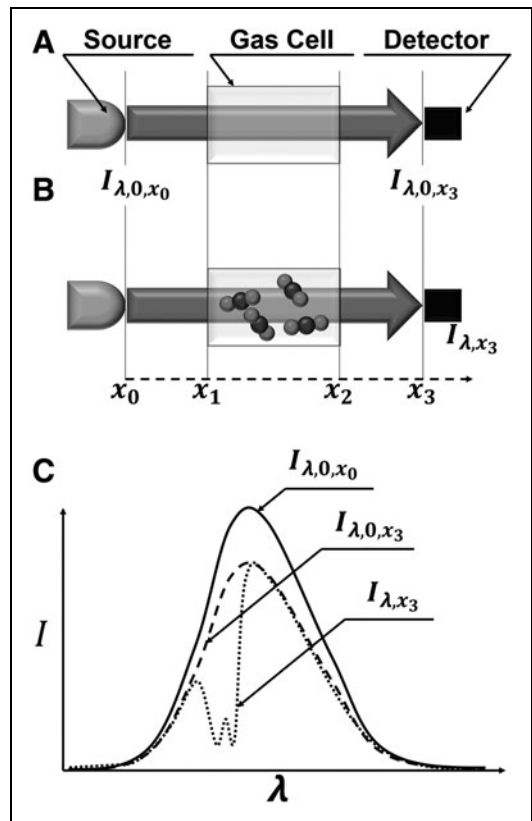 A Source Gas Cell Detector
I_{λ,0,x_0} I_{λ,0,x_3}
B
I_{λ,x_3}
x_0 x_1 x_2 x_3
C
I_{λ,0,x_0}
I_{λ,0,x_3}
I_{λ,x_3}
I
λ